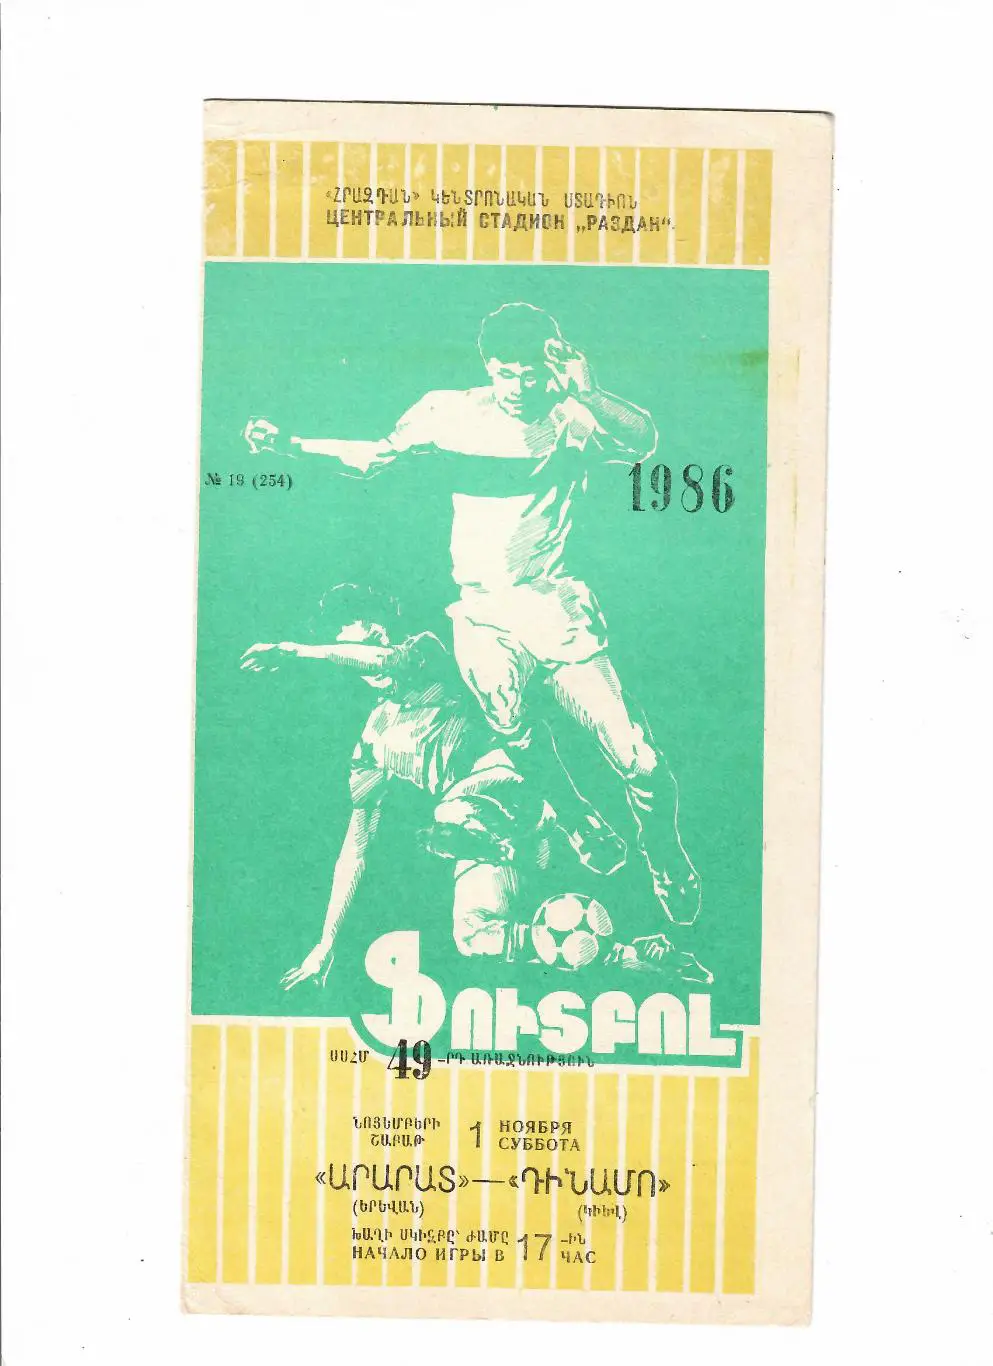 «ՀՐԱԶԴԱՆ» ԿԵՆՏՐՈՆԱԿԱՆ ՍՏԱԴԻՈՆ
ЦЕНТРАЛЬНЫЙ СТАДИОН „РАЗДАН“.
№ 19 (254)
1986
ՖՈՒՏԲՈԼ
ՍՍՀՄ 49-ՐԴ ԱՌԱՋՆՈՒԹՅՈՒՆ
ՆՈՅԵՄԲԵՐԻ 1 НОЯБРЯ
ՇԱԲԱԹ СУББОТА
«ԱՐԱՐԱՏ»—«ԴԻՆԱՄՈ»
(ԵՐԵՎԱՆ) (ԿԻԵՎ)
ԽԱՂԻ ՍԿԻԶԲԸ՝ ԺԱՄԸ 17-ԻՆ
НАЧАЛО ИГРЫ В 17 ЧАС